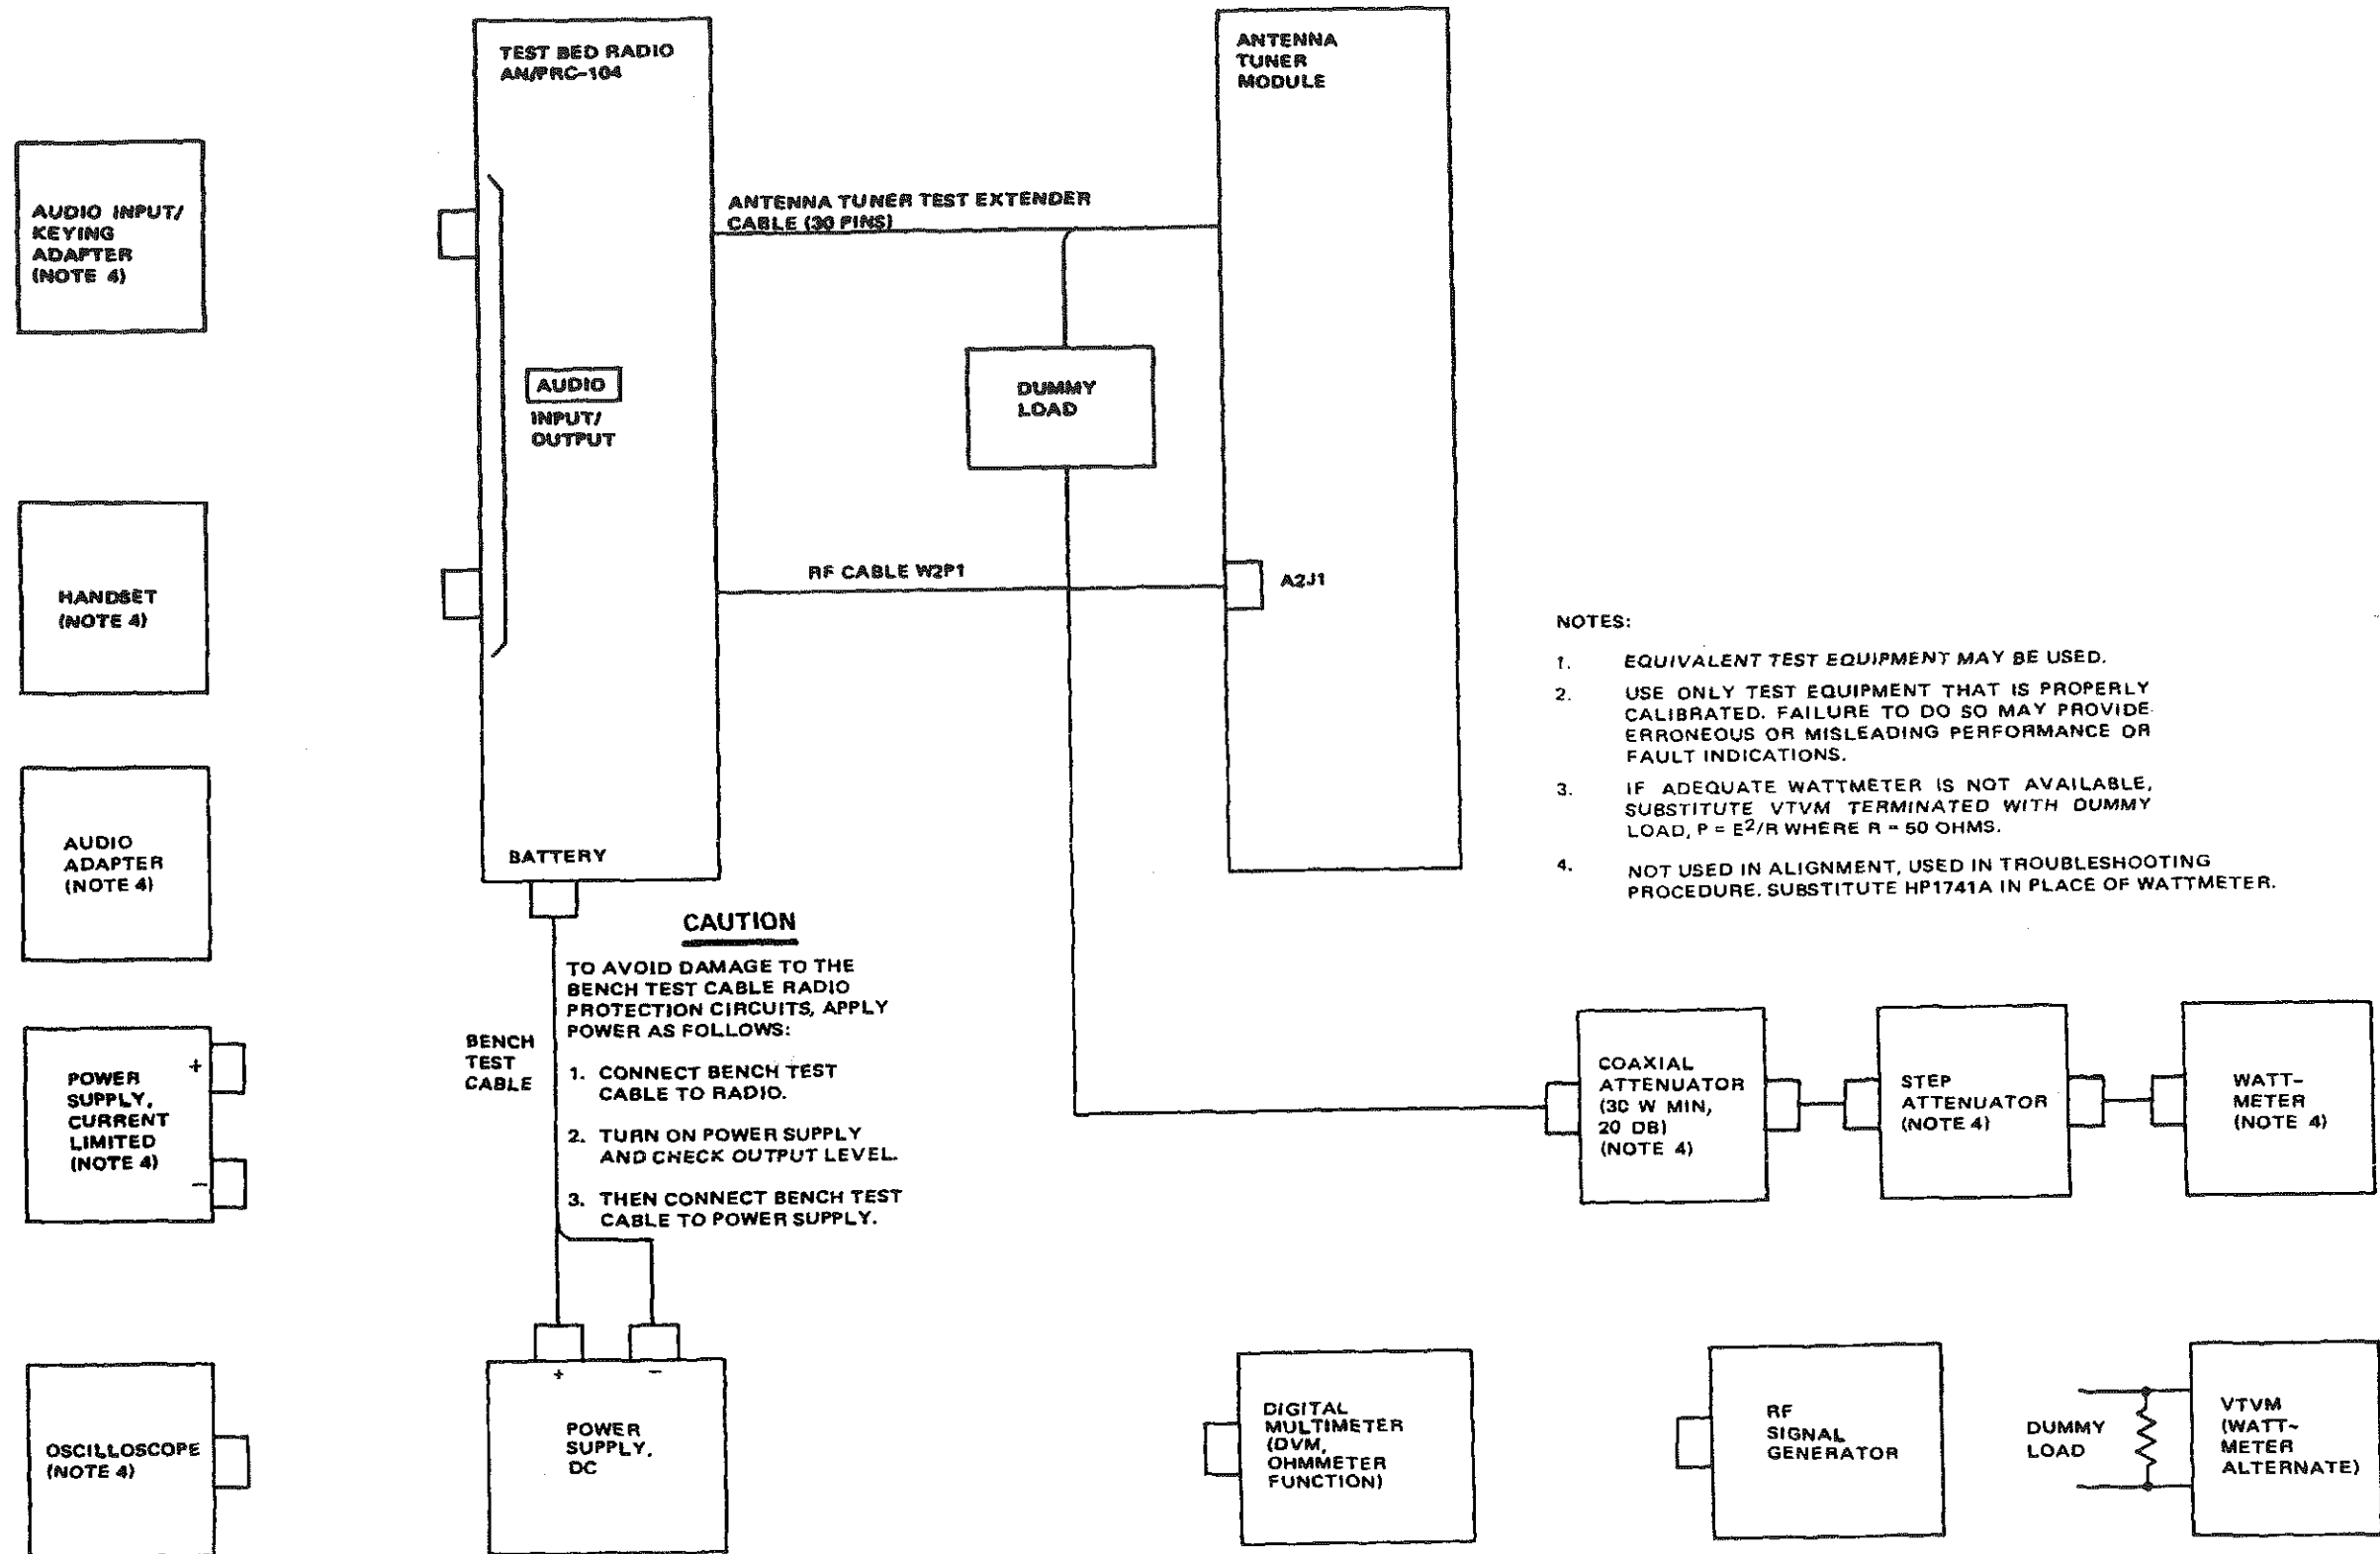 TEST BED RADIO
AN/PRC-104
ANTENNA
TUNER
MODULE
AUDIO INPUT/
KEYING
ADAPTER
(NOTE 4)
ANTENNA TUNER TEST EXTENDER
CABLE (30 PINS)
AUDIO
INPUT/
OUTPUT
DUMMY
LOAD
HANDSET
(NOTE 4)
RF CABLE W2P1
A2J1
NOTES:
1. EQUIVALENT TEST EQUIPMENT MAY BE USED.
2. USE ONLY TEST EQUIPMENT THAT IS PROPERLY
CALIBRATED. FAILURE TO DO SO MAY PROVIDE
ERRONEOUS OR MISLEADING PERFORMANCE OR
FAULT INDICATIONS.
3. IF ADEQUATE WATTMETER IS NOT AVAILABLE,
SUBSTITUTE VTVM TERMINATED WITH DUMMY
LOAD, P = E²/R WHERE R = 50 OHMS.
4. NOT USED IN ALIGNMENT, USED IN TROUBLESHOOTING
PROCEDURE. SUBSTITUTE HP1741A IN PLACE OF WATTMETER.
AUDIO
ADAPTER
(NOTE 4)
BATTERY
CAUTION
TO AVOID DAMAGE TO THE
BENCH TEST CABLE RADIO
PROTECTION CIRCUITS, APPLY
POWER AS FOLLOWS:
1. CONNECT BENCH TEST
CABLE TO RADIO.
2. TURN ON POWER SUPPLY
AND CHECK OUTPUT LEVEL.
3. THEN CONNECT BENCH TEST
CABLE TO POWER SUPPLY.
BENCH
TEST
CABLE
POWER
SUPPLY,
CURRENT
LIMITED
(NOTE 4)
+
–
COAXIAL
ATTENUATOR
(30 W MIN,
20 DB)
(NOTE 4)
STEP
ATTENUATOR
(NOTE 4)
WATT-
METER
(NOTE 4)
OSCILLOSCOPE
(NOTE 4)
+
–
POWER
SUPPLY,
DC
DIGITAL
MULTIMETER
(DVM,
OHMMETER
FUNCTION)
RF
SIGNAL
GENERATOR
DUMMY
LOAD
VTVM
(WATT-
METER
ALTERNATE)